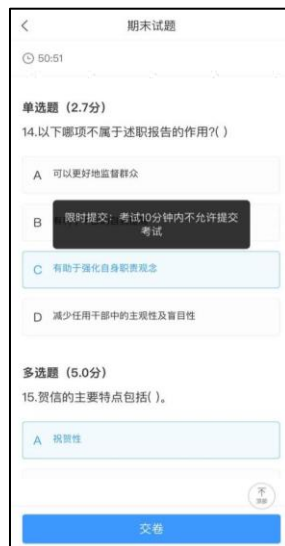 期末试题
50:51
单选题（2.7分）
14.以下哪项不属于述职报告的作用?( )
A 可以更好地监督群众
B
限时提交：考试10分钟内不允许提交
考试
C 有助于强化自身职责观念
D 减少任用干部中的主观性及盲目性
多选题（5.0分）
15.贺信的主要特点包括( )。
A 祝贺性
顶部
交卷